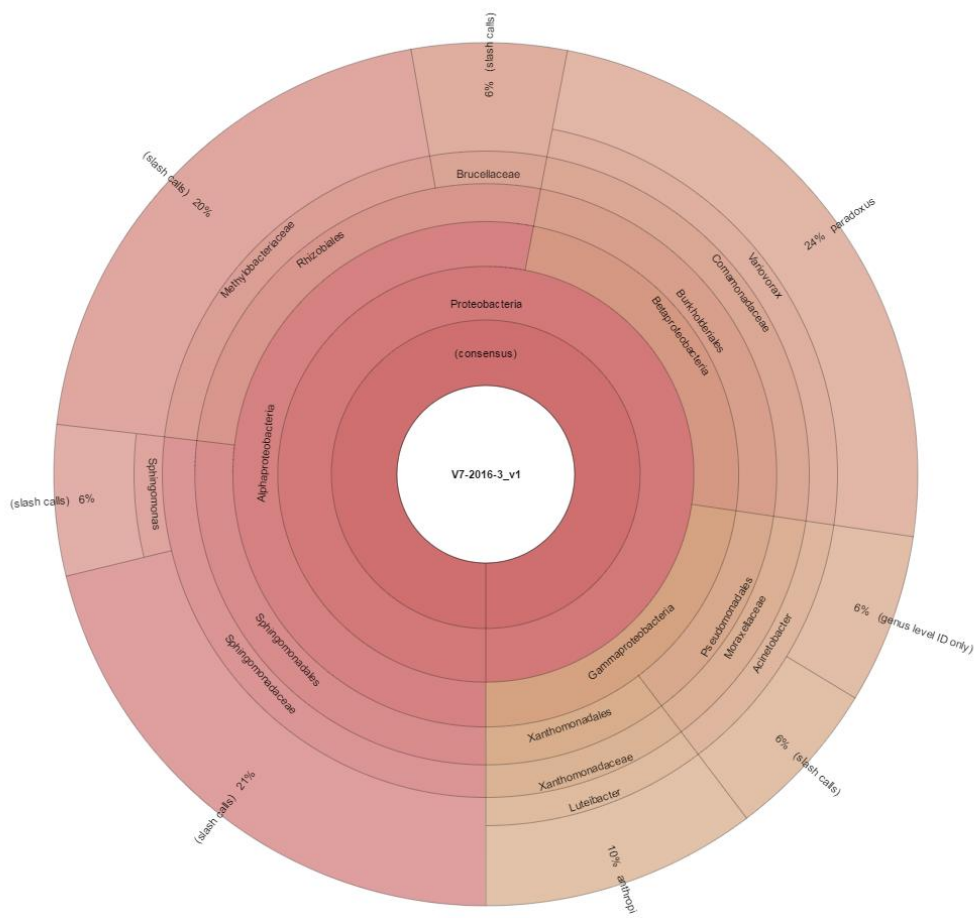 6% (slash calls)
(slash calls) 20%
Brucellaceae
24% paradoxus
Methylobacteriaceae
Rhizobiales
Variovorax
Comamonadaceae
Burkholderiales
Betaproteobacteria
Proteobacteria
(consensus)
Alphaproteobacteria
V7-2016-3_v1
Sphingomonas
(slash calls) 6%
Sphingomonadales
Sphingomonadaceae
(slash calls) 21%
Gammaproteobacteria
Pseudomonadales
Moraxellaceae
Acinetobacter
6% (genus level ID only)
6% (slash calls)
Xanthomonadales
Xanthomonadaceae
Luteibacter
10% anthropi